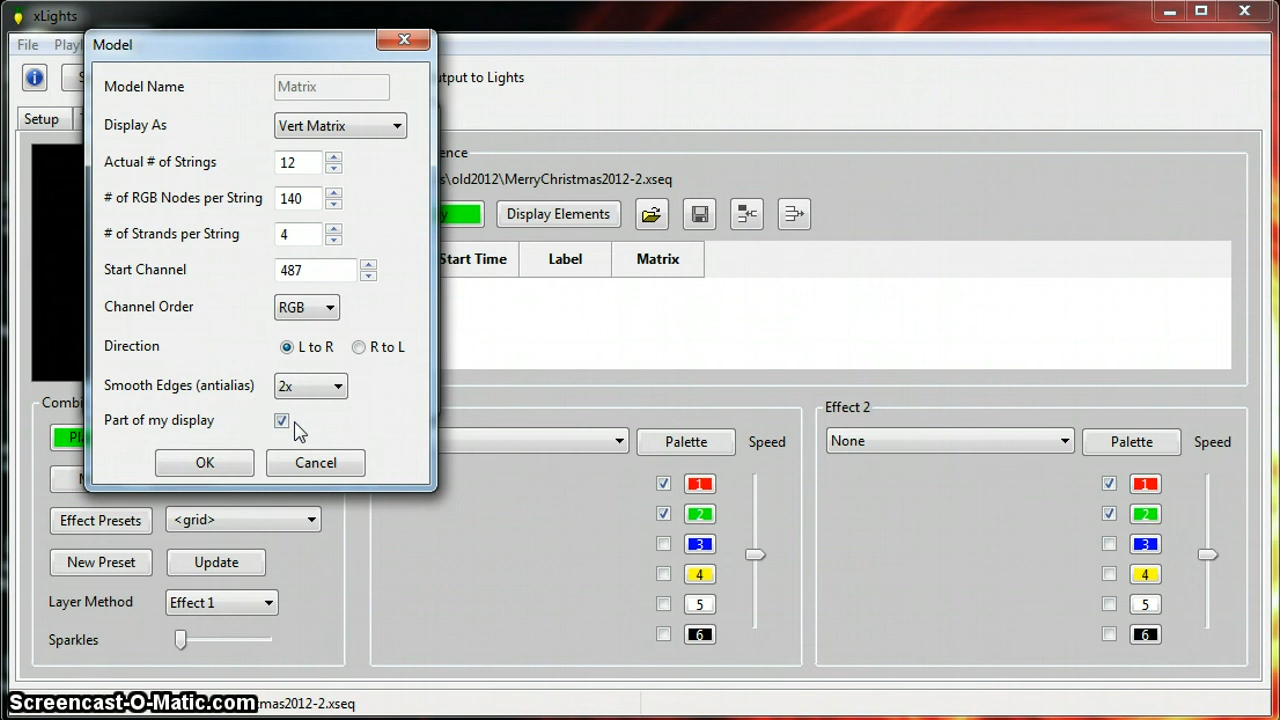 xLights
File Playl
Model
Model Name Matrix
Display As Vert Matrix
Actual # of Strings 12
# of RGB Nodes per String 140
# of Strands per String 4
Start Channel 487
Channel Order RGB
Direction L to R R to L
Smooth Edges (antialias) 2x
Part of my display
OK Cancel
utput to Lights
Setup
ence
s\old2012\MerryChristmas2012-2.xseq
y Display Elements
Start Time Label Matrix
Combi
Pl
Effect Presets <grid>
New Preset Update
Layer Method Effect 1
Sparkles
Palette Speed
1
2
3
4
5
6
Effect 2
None Palette Speed
1
2
3
4
5
6
Screencast-O-Matic.com
mas2012-2.xseq